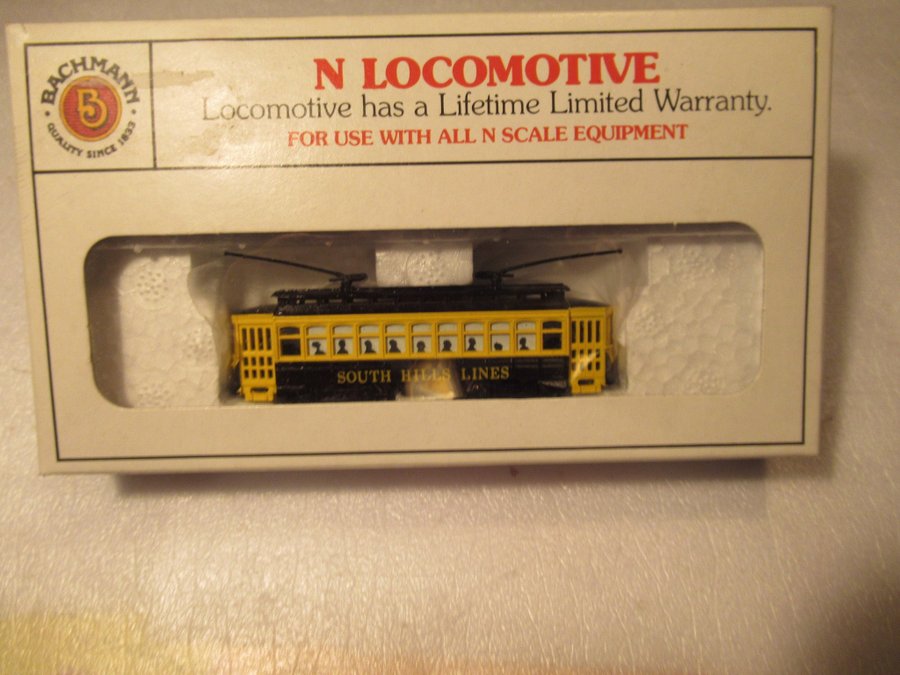 BACHMANN
B
QUALITY SINCE 1833
N LOCOMOTIVE
Locomotive has a Lifetime Limited Warranty.
FOR USE WITH ALL N SCALE EQUIPMENT
SOUTH HILLS LINES